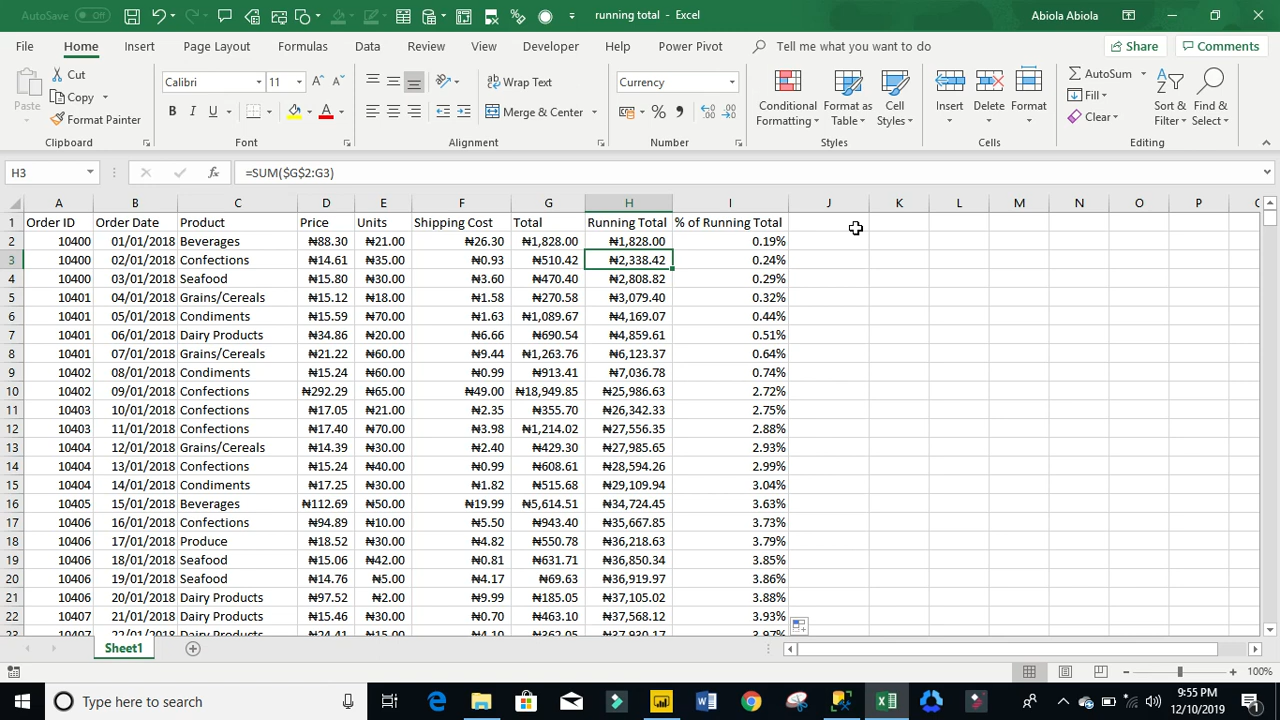 AutoSave Off running total - Excel Abiola Abiola
File Home Insert Page Layout Formulas Data Review View Developer Help Power Pivot Tell me what you want to do Share Comments
Paste Cut Calibri 11 Wrap Text Currency Conditional Formatting Format as Table Cell Styles Insert Delete Format AutoSum Sort & Filter Find & Select
Copy Fill
Format Painter B I U A Merge & Center % Clear
Clipboard Font Alignment Number Styles Cells Editing
H3 fx =SUM($G$2:G3)
A B C D E F G H I J K L M N O P
1 Order ID Order Date Product Price Units Shipping Cost Total Running Total % of Running Total
2 10400 01/01/2018 Beverages ₦88.30 ₦21.00 ₦26.30 ₦1,828.00 ₦1,828.00 0.19%
3 10400 02/01/2018 Confections ₦14.61 ₦35.00 ₦0.93 ₦510.42 ₦2,338.42 0.24%
4 10400 03/01/2018 Seafood ₦15.80 ₦30.00 ₦3.60 ₦470.40 ₦2,808.82 0.29%
5 10401 04/01/2018 Grains/Cereals ₦15.12 ₦18.00 ₦1.58 ₦270.58 ₦3,079.40 0.32%
6 10401 05/01/2018 Condiments ₦15.59 ₦70.00 ₦1.63 ₦1,089.67 ₦4,169.07 0.44%
7 10401 06/01/2018 Dairy Products ₦34.86 ₦20.00 ₦6.66 ₦690.54 ₦4,859.61 0.51%
8 10401 07/01/2018 Grains/Cereals ₦21.22 ₦60.00 ₦9.44 ₦1,263.76 ₦6,123.37 0.64%
9 10402 08/01/2018 Condiments ₦15.24 ₦60.00 ₦0.99 ₦913.41 ₦7,036.78 0.74%
10 10402 09/01/2018 Confections ₦292.29 ₦65.00 ₦49.00 ₦18,949.85 ₦25,986.63 2.72%
11 10403 10/01/2018 Confections ₦17.05 ₦21.00 ₦2.35 ₦355.70 ₦26,342.33 2.75%
12 10403 11/01/2018 Confections ₦17.40 ₦70.00 ₦3.98 ₦1,214.02 ₦27,556.35 2.88%
13 10404 12/01/2018 Grains/Cereals ₦14.39 ₦30.00 ₦2.40 ₦429.30 ₦27,985.65 2.93%
14 10404 13/01/2018 Confections ₦15.24 ₦40.00 ₦0.99 ₦608.61 ₦28,594.26 2.99%
15 10404 14/01/2018 Condiments ₦17.25 ₦30.00 ₦1.82 ₦515.68 ₦29,109.94 3.04%
16 10405 15/01/2018 Beverages ₦112.69 ₦50.00 ₦19.99 ₦5,614.51 ₦34,724.45 3.63%
17 10406 16/01/2018 Confections ₦94.89 ₦10.00 ₦5.50 ₦943.40 ₦35,667.85 3.73%
18 10406 17/01/2018 Produce ₦18.52 ₦30.00 ₦4.82 ₦550.78 ₦36,218.63 3.79%
19 10406 18/01/2018 Seafood ₦15.06 ₦42.00 ₦0.81 ₦631.71 ₦36,850.34 3.85%
20 10406 19/01/2018 Seafood ₦14.76 ₦5.00 ₦4.17 ₦69.63 ₦36,919.97 3.86%
21 10406 20/01/2018 Dairy Products ₦97.52 ₦2.00 ₦9.99 ₦185.05 ₦37,105.02 3.88%
22 10407 21/01/2018 Dairy Products ₦15.46 ₦30.00 ₦0.70 ₦463.10 ₦37,568.12 3.93%
23 10407 22/01/2018 Dairy Products ₦24.41 ₦15.00 ₦4.10 ₦362.05 ₦37,930.17 3.97%
Sheet1
100%
Type here to search 9:55 PM
12/10/2019